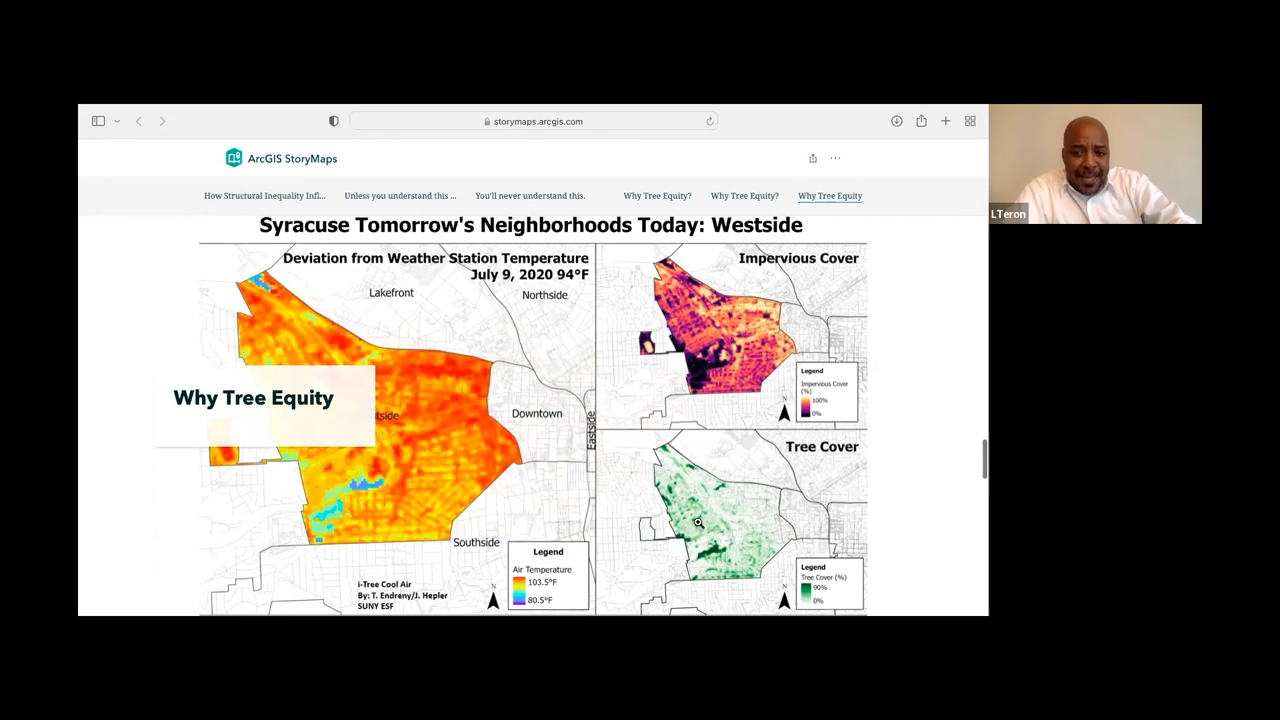 storymaps.arcgis.com
ArcGIS StoryMaps
How Structural Inequality Infl...
Unless you understand this ...
You'll never understand this.
Why Tree Equity?
Why Tree Equity?
Why Tree Equity
LTeron
Syracuse Tomorrow's Neighborhoods Today: Westside
Deviation from Weather Station Temperature
July 9, 2020 94°F
Lakefront
Northside
Why Tree Equity
tside
Downtown
Eastside
Southside
i-Tree Cool Air
By: T. Endreny/J. Hepler
SUNY ESF
N
Legend
Air Temperature
103.5°F
80.5°F
Impervious Cover
N
Legend
Impervious Cover
(%)
100%
0%
Tree Cover
N
Legend
Tree Cover (%)
90%
0%